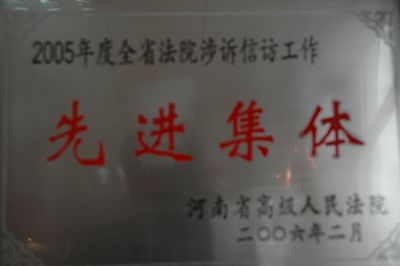 2005年度全省法院涉诉信访工作
先进集体
河南省高级人民法院
二〇〇六年二月